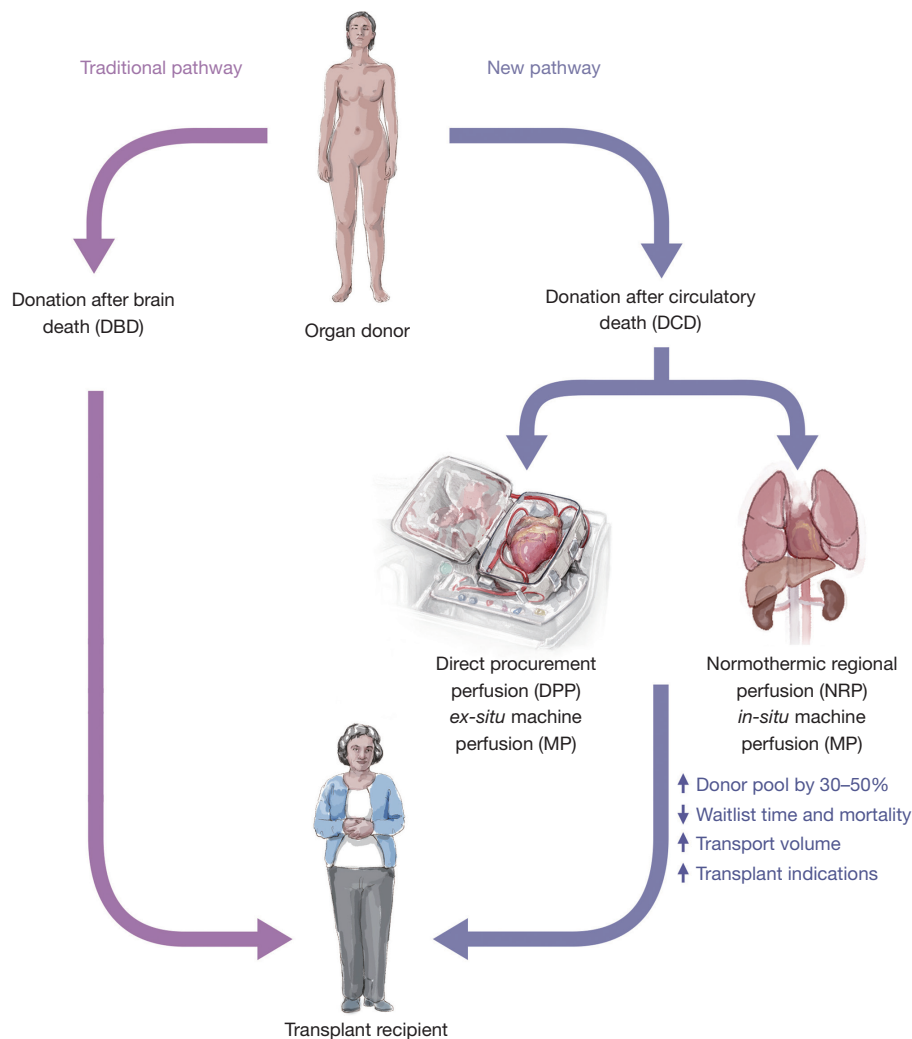 Traditional pathway
New pathway
Organ donor
Donation after brain
death (DBD)
Donation after circulatory
death (DCD)
Direct procurement
perfusion (DPP)
ex-situ machine
perfusion (MP)
Normothermic regional
perfusion (NRP)
in-situ machine
perfusion (MP)
↑ Donor pool by 30–50%
↓ Waitlist time and mortality
↑ Transport volume
↑ Transplant indications
Transplant recipient